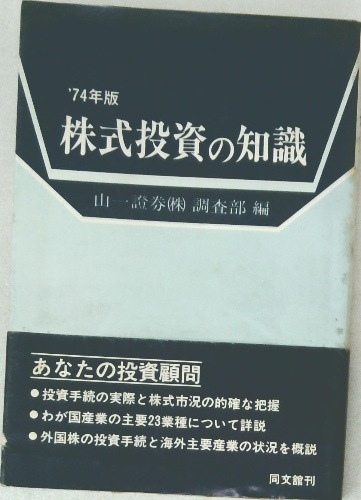 '74年版
株式投資の知識
山一證券(株)調査部 編
あなたの投資顧問
●投資手続の実際と株式市況の的確な把握
●わが国産業の主要23業種について詳説
●外国株の投資手続と海外主要産業の状況を概説
同文舘刊